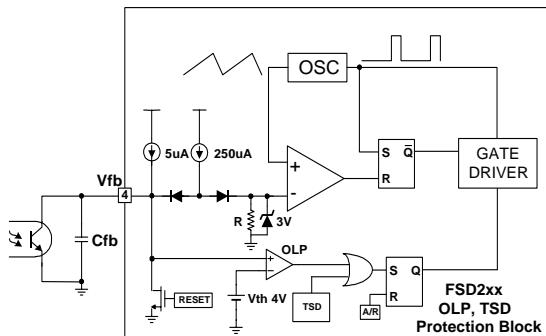 OSC
5uA
250uA
Vfb
4
+
-
S
Q̅
R
GATE
DRIVER
R
3V
Cfb
OLP
+
-
RESET
Vth 4V
TSD
S
Q
A/R
R
FSD2xx
OLP, TSD
Protection Block